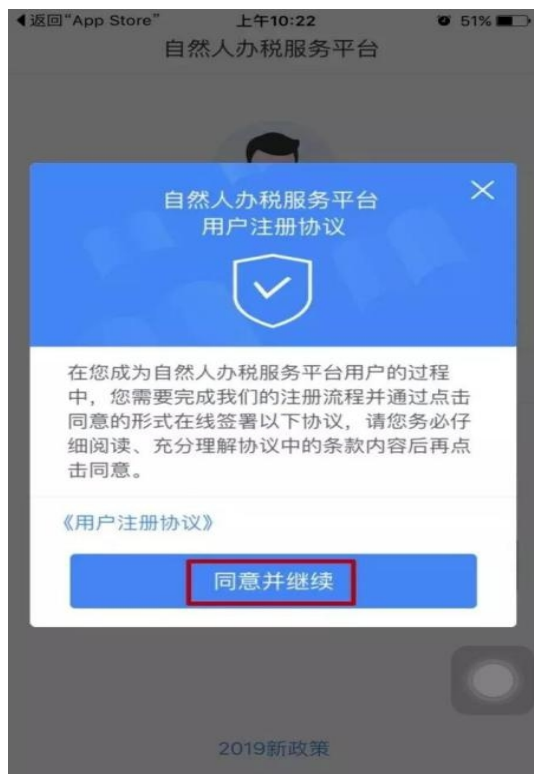 返回“App Store” 上午10:22 51%
自然人办税服务平台
自然人办税服务平台
用户注册协议
在您成为自然人办税服务平台用户的过程
中，您需要完成我们的注册流程并通过点击
同意的形式在线签署以下协议，请您务必仔
细阅读、充分理解协议中的条款内容后再点
击同意。
《用户注册协议》
同意并继续
2019新政策